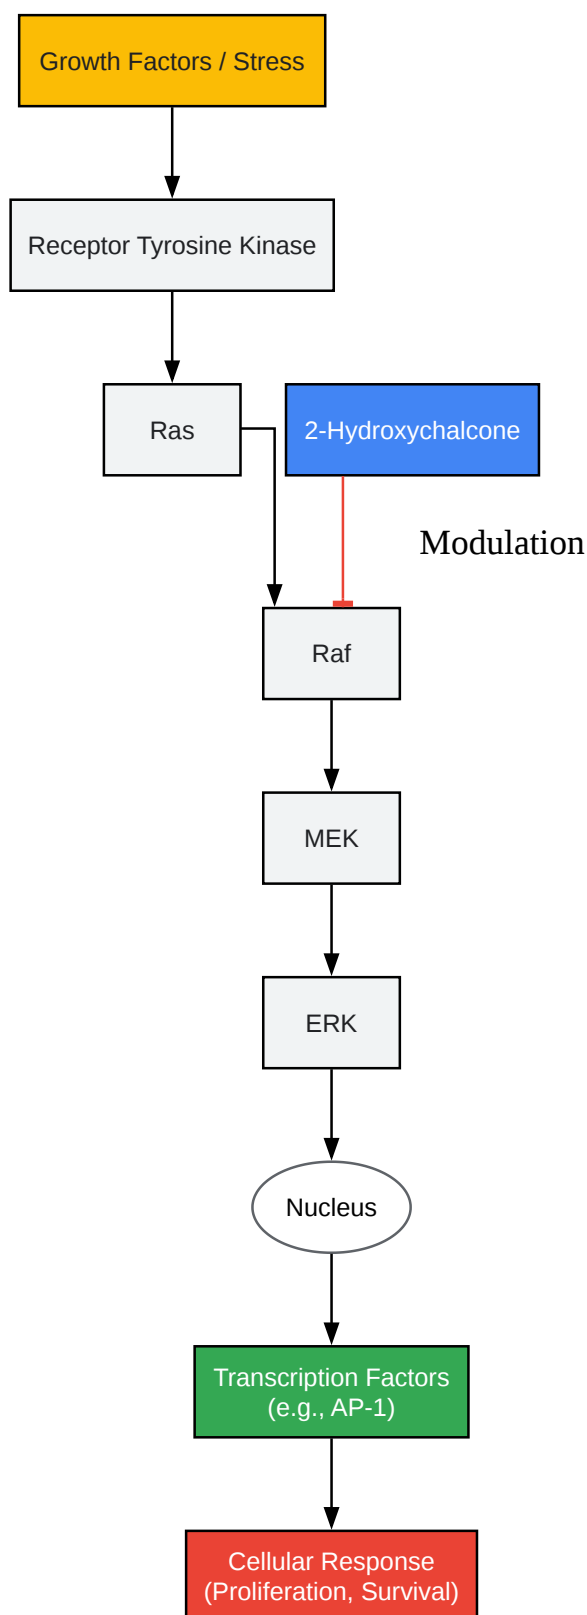 Growth Factors / Stress
Receptor Tyrosine Kinase
Ras
2-Hydroxychalcone
Modulation
Raf
MEK
ERK
Nucleus
Transcription Factors
(e.g., AP-1)
Cellular Response
(Proliferation, Survival)